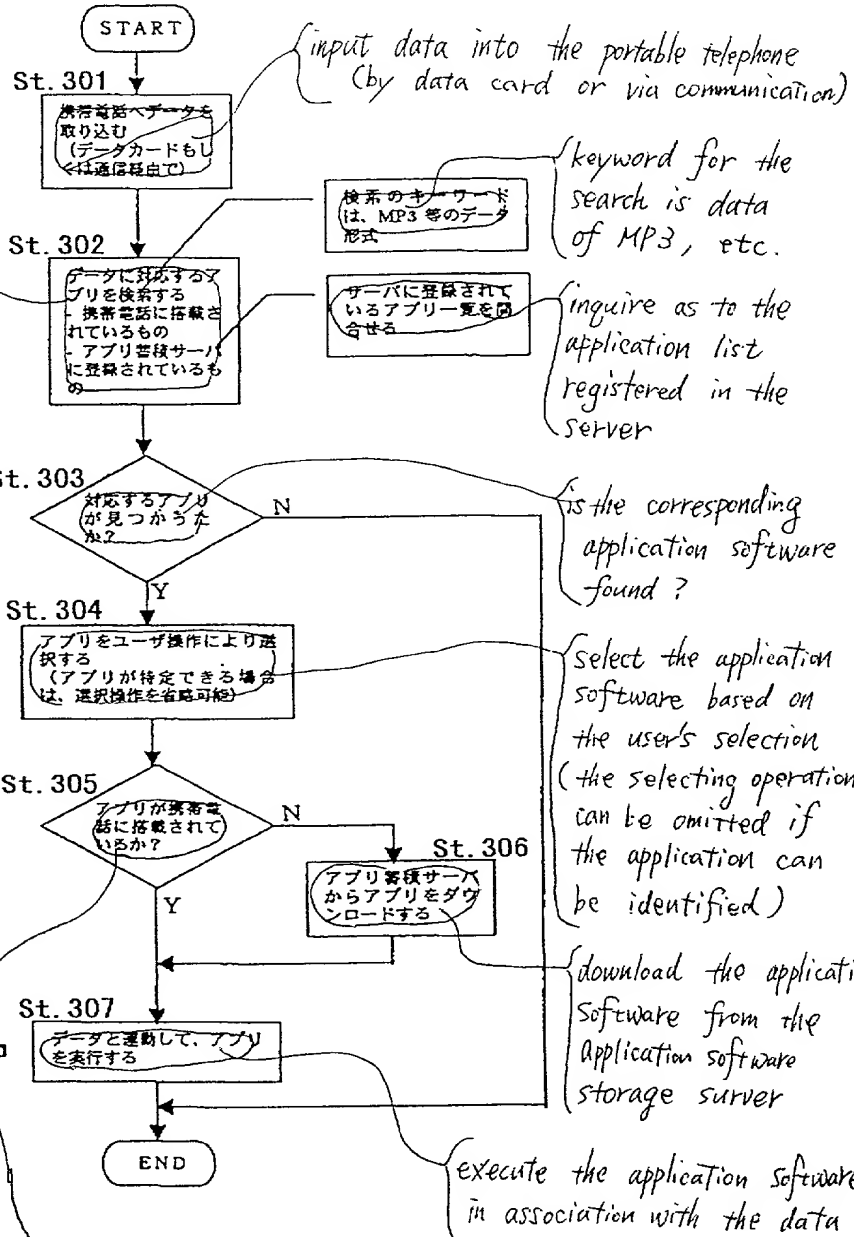 START
input data into the portable telephone
(by data card or via communication)
St. 301
携帯電話へデータを
取り込む
(データカードもし
くは通信経由で)
検索のキーワード
は、MP3 等のデータ
形式
keyword for the
search is data
of MP3, etc.
St. 302
データに対応するア
プリを検索する
- 携帯電話に搭載さ
れているもの
- アプリ蓄積サーバ
に登録されているも
の
サーバに登録されて
いるアプリ一覧を問
合せる
inquire as to the
application list
registered in the
server
St. 303
対応するアプリ
が見つかうた
か?
N
Y
is the corresponding
application software
found ?
St. 304
アプリをユーザ操作により選
択する
(アプリが特定できる場合
は、選択操作を省略可能)
select the application
software based on
the user's selection
(the selecting operation
can be omitted if
the application can
be identified)
St. 305
アプリが携帯電
話に搭載されて
いるか?
N
Y
St. 306
アプリ蓄積サーバ
からアプリをダウ
ンロードする
download the applicati
software from the
application software
storage surver
St. 307
データと連動して、アプリ
を実行する
END
execute the application software
in association with the data